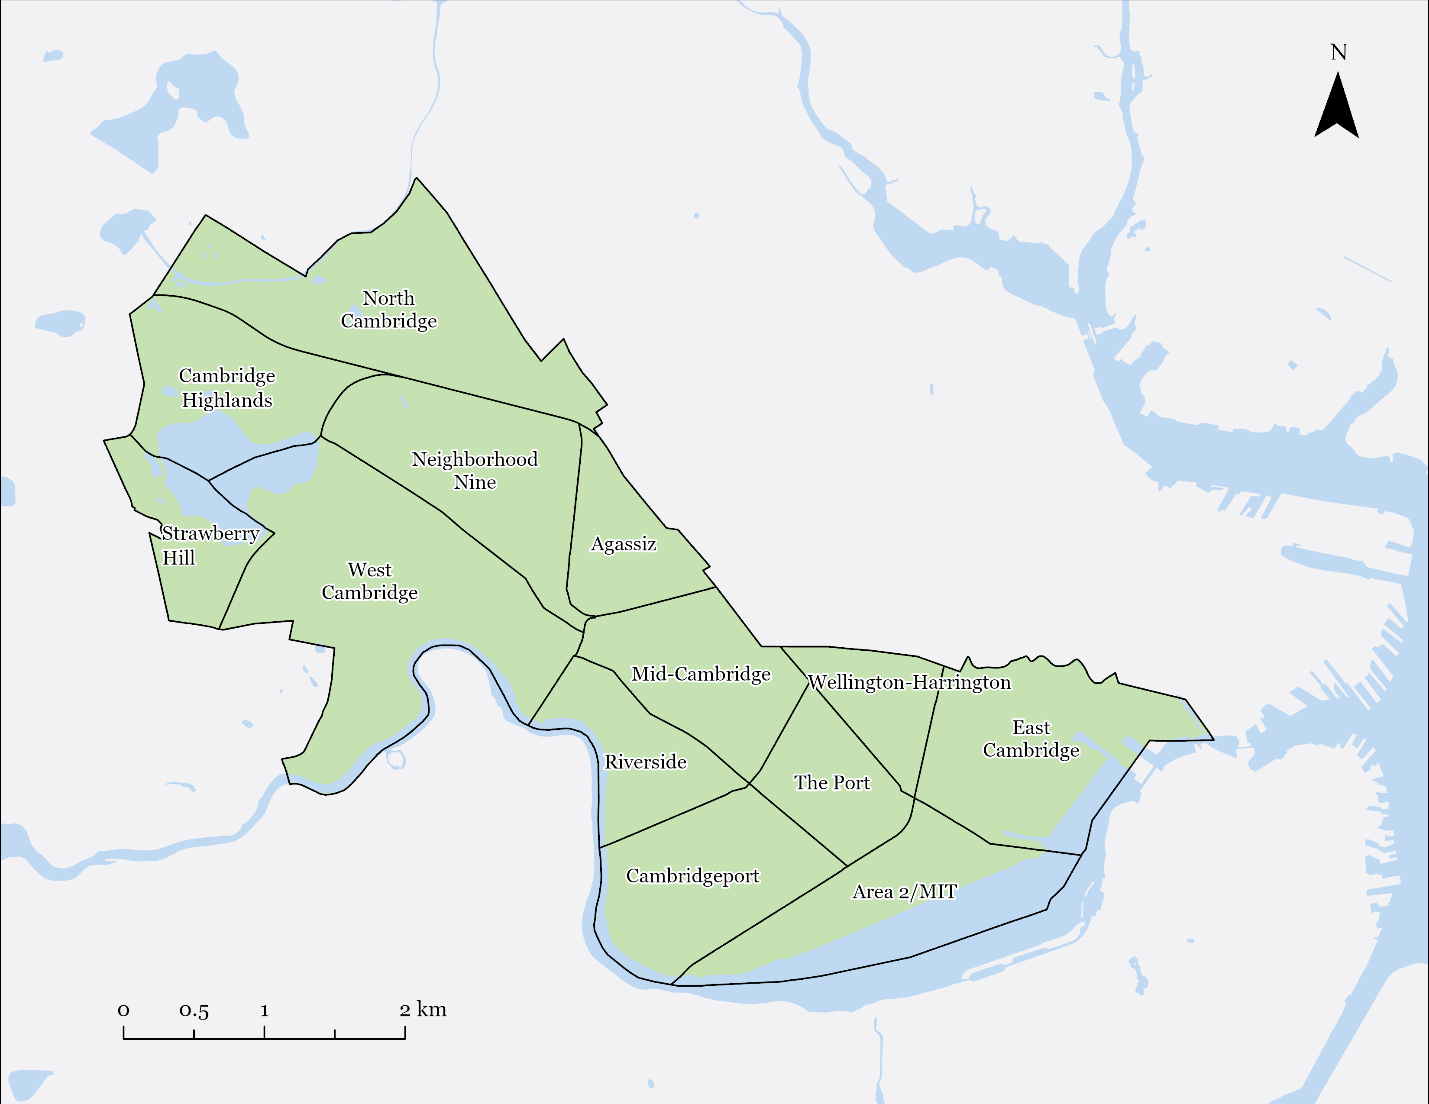 N
North
Cambridge
Cambridge
Highlands
Neighborhood
Nine
Strawberry
Hill
Agassiz
West
Cambridge
Mid-Cambridge
Wellington-Harrington
East
Cambridge
Riverside
The Port
Cambridgeport
Area 2/MIT
0 0.5 1 2 km